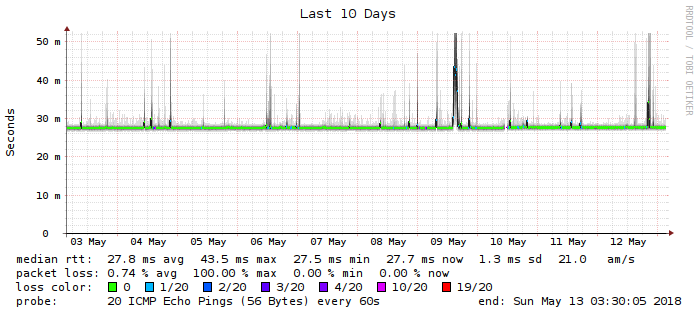 Last 10 Days
RRDTOOL / TOBI OETIKER
Seconds
50 m
40 m
30 m
20 m
10 m
0
03 May 04 May 05 May 06 May 07 May 08 May 09 May 10 May 11 May 12 May
median rtt: 27.8 ms avg 43.5 ms max 27.5 ms min 27.7 ms now 1.3 ms sd 21.0 am/s
packet loss: 0.74 % avg 100.00 % max 0.00 % min 0.00 % now
loss color: 0 1/20 2/20 3/20 4/20 10/20 19/20
probe: 20 ICMP Echo Pings (56 Bytes) every 60s end: Sun May 13 03:30:05 2018